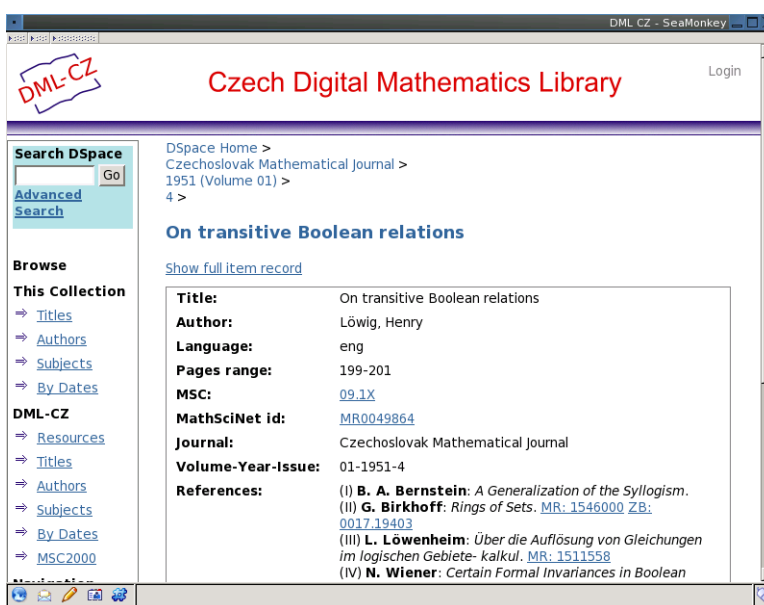 DML CZ - SeaMonkey
DML-CZ
Czech Digital Mathematics Library
Login
Search DSpace
Go
Advanced
Search
Browse
This Collection
⇒ Titles
⇒ Authors
⇒ Subjects
⇒ By Dates
DML-CZ
⇒ Resources
⇒ Titles
⇒ Authors
⇒ Subjects
⇒ By Dates
⇒ MSC2000
DSpace Home >
Czechoslovak Mathematical Journal >
1951 (Volume 01) >
4 >
On transitive Boolean relations
Show full item record
Title: On transitive Boolean relations
Author: Löwig, Henry
Language: eng
Pages range: 199-201
MSC: 09.1X
MathSciNet id: MR0049864
Journal: Czechoslovak Mathematical Journal
Volume-Year-Issue: 01-1951-4
References: (I) B. A. Bernstein: A Generalization of the Syllogism.
(II) G. Birkhoff: Rings of Sets. MR: 1546000 ZB:
0017.19403
(III) L. Löwenheim: Über die Auflösung von Gleichungen
im logischen Gebiete- kalkul. MR: 1511558
(IV) N. Wiener: Certain Formal Invariances in Boolean